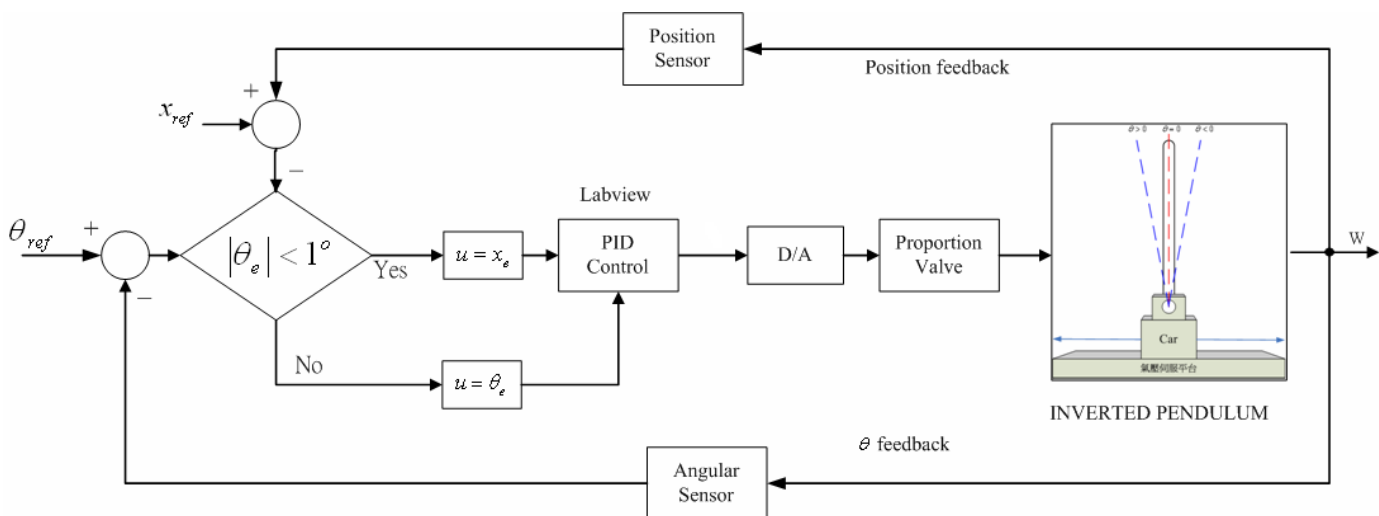 Position
Sensor
Position feedback
+
x_ref
−
θ > 0 θ = 0 θ < 0
Labview
θ_ref
+
|θ_e| < 1°
Yes
u = x_e
PID
Control
D/A
Proportion
Valve
W
−
Car
No
u = θ_e
氣壓伺服平台
INVERTED PENDULUM
θ feedback
Angular
Sensor